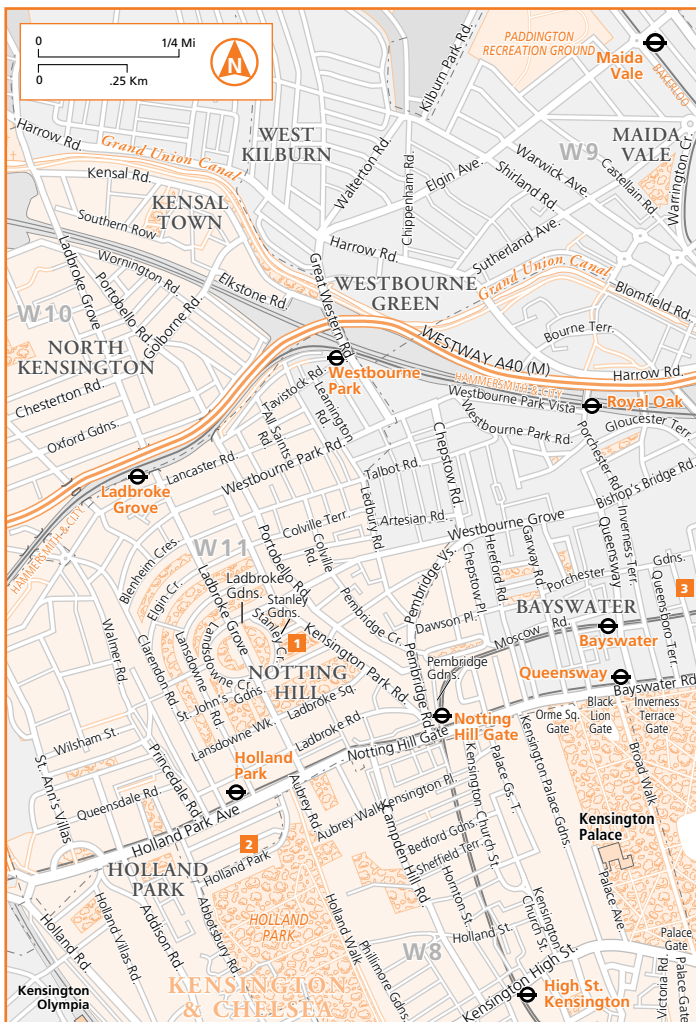 0
1/4 Mi
0
.25 Km
N
PADDINGTON
RECREATION GROUND
Maida
Vale
BAKERLOO
Kilburn Park Rd.
WEST
KILBURN
W9
MAIDA
VALE
Harrow Rd.
Grand Union Canal
Kensal Rd.
Walterton Rd.
Chippenham Rd.
Elgin Ave.
Shirland Rd.
Warwick Ave.
Castellain Rd.
Warrington Cr.
KENSAL
TOWN
Southern Row
Sutherland Ave.
Harrow Rd.
Ladbroke Grove
Wornington Rd.
Portobello Rd.
Golborne Rd.
Elkstone Rd.
Great Western Rd.
WESTBOURNE
GREEN
Grand Union Canal
Blomfield Rd.
W10
NORTH
KENSINGTON
Bourne Terr.
WESTWAY A40 (M)
Harrow Rd.
HAMMERSMITH & CITY
Westbourne
Park
Westbourne Park Vista
Royal Oak
Chesterton Rd.
Tavistock Rd.
Leamington
Rd.
All Saints
Rd.
Oxford Gdns.
Westbourne Park Rd.
Gloucester Terr.
Porchester Rd.
Chepstow Rd.
Lancaster Rd.
Westbourne Park Rd.
Talbot Rd.
Bishop's Bridge Rd.
Ladbroke
Grove
Ledbury Rd.
Artesian Rd.
Westbourne Grove
HAMMERSMITH & CITY
Colville Terr.
Colville
Rd.
W11
Portobello Rd.
Blenheim Cres.
Elgin Cr.
Ladbroke Grove
Ladbroke
Gdns.
Stanley
Gdns.
Stanley Cr.
Pembridge Vs.
Chepstow Pl.
Hereford Rd.
Garway Rd.
Queensway
Inverness Terr.
Porchester
Gdns.
Queensboro Terr.
3
Pembridge Cr.
Dawson Pl.
BAYSWATER
Moscow Rd.
Bayswater
Walmer Rd.
Clarendon Rd.
Lansdowne Rd.
Lansdowne Cr.
1
Kensington Park Rd.
NOTTING
HILL
Pembridge
Gdns.
Pembridge Rd.
Queensway
Bayswater Rd.
St. John's Gdns.
Ladbroke Sq.
Lansdowne Wk.
Ladbroke Rd.
Notting
Hill Gate
Notting Hill Gate
Orme Sq.
Gate
Black
Lion
Gate
Inverness
Terrace
Gate
Wilsham St.
St. Ann's Villas
Princedale Rd.
Queensdale Rd.
Holland
Park
Holland Park Ave
Aubrey Rd.
Aubrey Walk
Kensington Pl.
Campden Hill Rd.
Bedford Gdns.
Sheffield Terr.
Kensington Church St.
Palace Gs. T.
Kensington Palace Gdns.
Broad Walk
Kensington
Palace
2
Holland Park
HOLLAND
PARK
Hornton St.
Holland St.
Kensington
Church St.
Palace Ave.
Palace
Gate
Holland Rd.
Holland Villas Rd.
Addison Rd.
Abbotsbury Rd.
HOLLAND
PARK
Holland Walk
Phillimore Gdns.
W8
Kensington High St.
Victoria Rd.
Palace Gate
KENSINGTON
& CHELSEA
Kensington
Olympia
High St.
Kensington